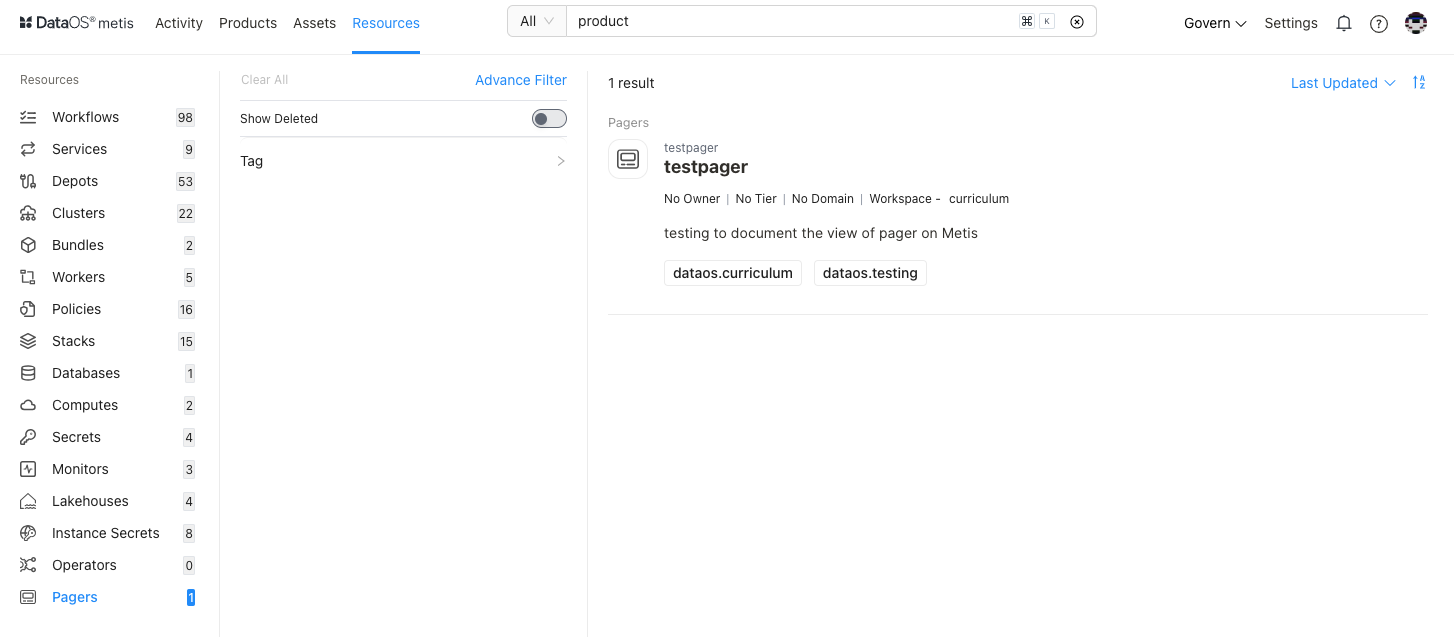 DataOS® metis Activity Products Assets Resources All product ⌘ K Govern Settings
Resources
Workflows 98
Services 9
Depots 53
Clusters 22
Bundles 2
Workers 5
Policies 16
Stacks 15
Databases 1
Computes 2
Secrets 4
Monitors 3
Lakehouses 4
Instance Secrets 8
Operators 0
Pagers 1
Clear All Advance Filter
Show Deleted
Tag
1 result Last Updated
Pagers
testpager
testpager
No Owner | No Tier | No Domain | Workspace - curriculum
testing to document the view of pager on Metis
dataos.curriculum dataos.testing